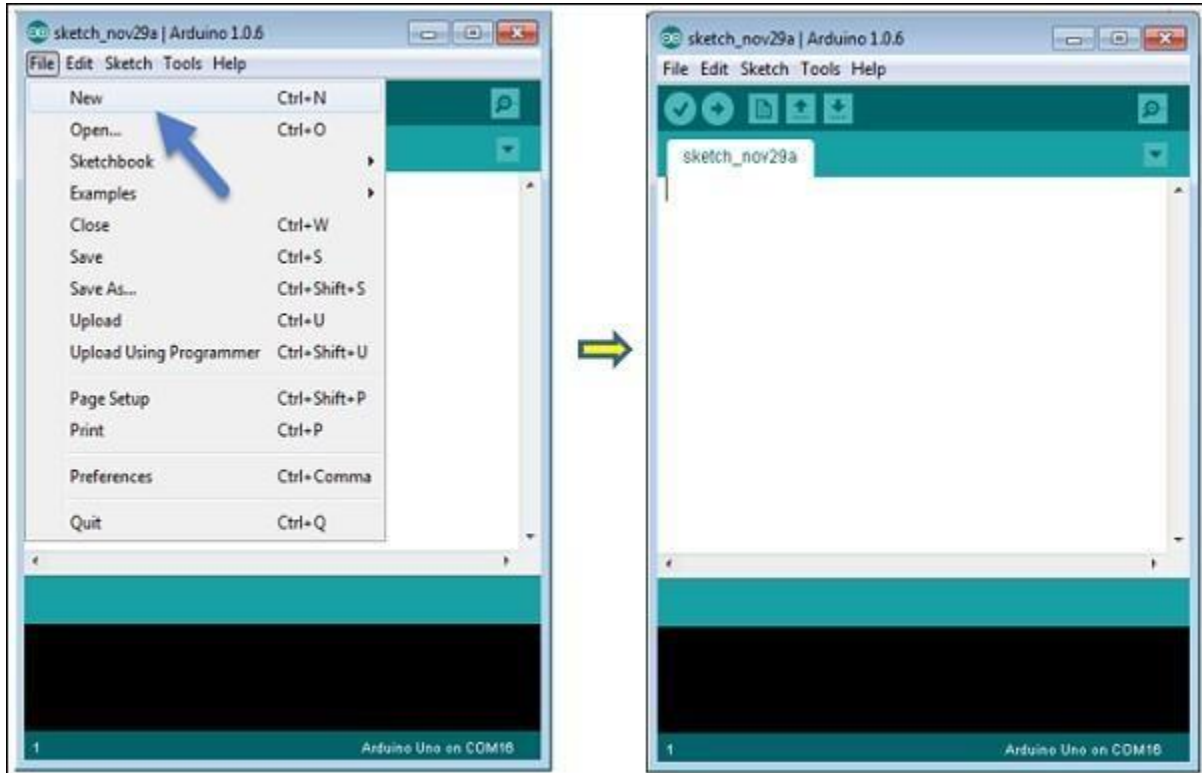 sketch_nov29a | Arduino 1.0.6
File Edit Sketch Tools Help
New Ctrl+N
Open... Ctrl+O
Sketchbook
Examples
Close Ctrl+W
Save Ctrl+S
Save As... Ctrl+Shift+S
Upload Ctrl+U
Upload Using Programmer Ctrl+Shift+U
Page Setup Ctrl+Shift+P
Print Ctrl+P
Preferences Ctrl+Comma
Quit Ctrl+Q
1 Arduino Uno on COM16
sketch_nov29a | Arduino 1.0.6
File Edit Sketch Tools Help
sketch_nov29a
1 Arduino Uno on COM16